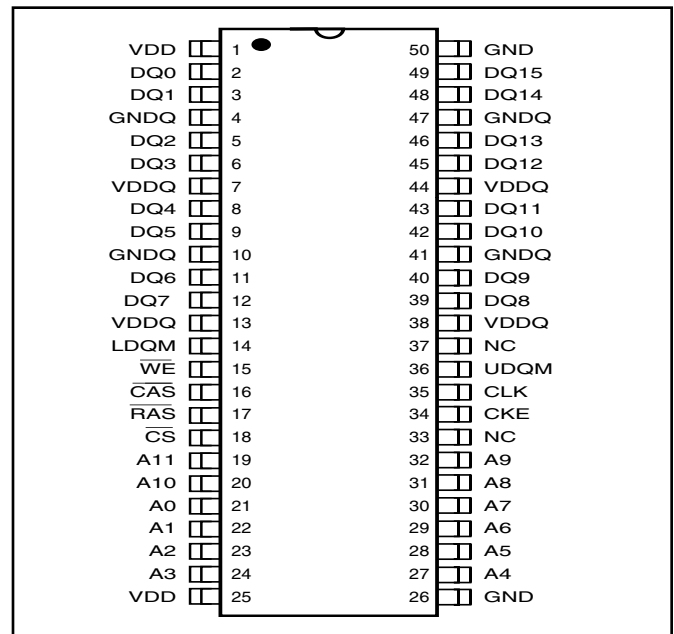 VDD 1 50 GND
DQ0 2 49 DQ15
DQ1 3 48 DQ14
GNDQ 4 47 GNDQ
DQ2 5 46 DQ13
DQ3 6 45 DQ12
VDDQ 7 44 VDDQ
DQ4 8 43 DQ11
DQ5 9 42 DQ10
GNDQ 10 41 GNDQ
DQ6 11 40 DQ9
DQ7 12 39 DQ8
VDDQ 13 38 VDDQ
LDQM 14 37 NC
W̅E̅ 15 36 UDQM
C̅A̅S̅ 16 35 CLK
R̅A̅S̅ 17 34 CKE
C̅S̅ 18 33 NC
A11 19 32 A9
A10 20 31 A8
A0 21 30 A7
A1 22 29 A6
A2 23 28 A5
A3 24 27 A4
VDD 25 26 GND